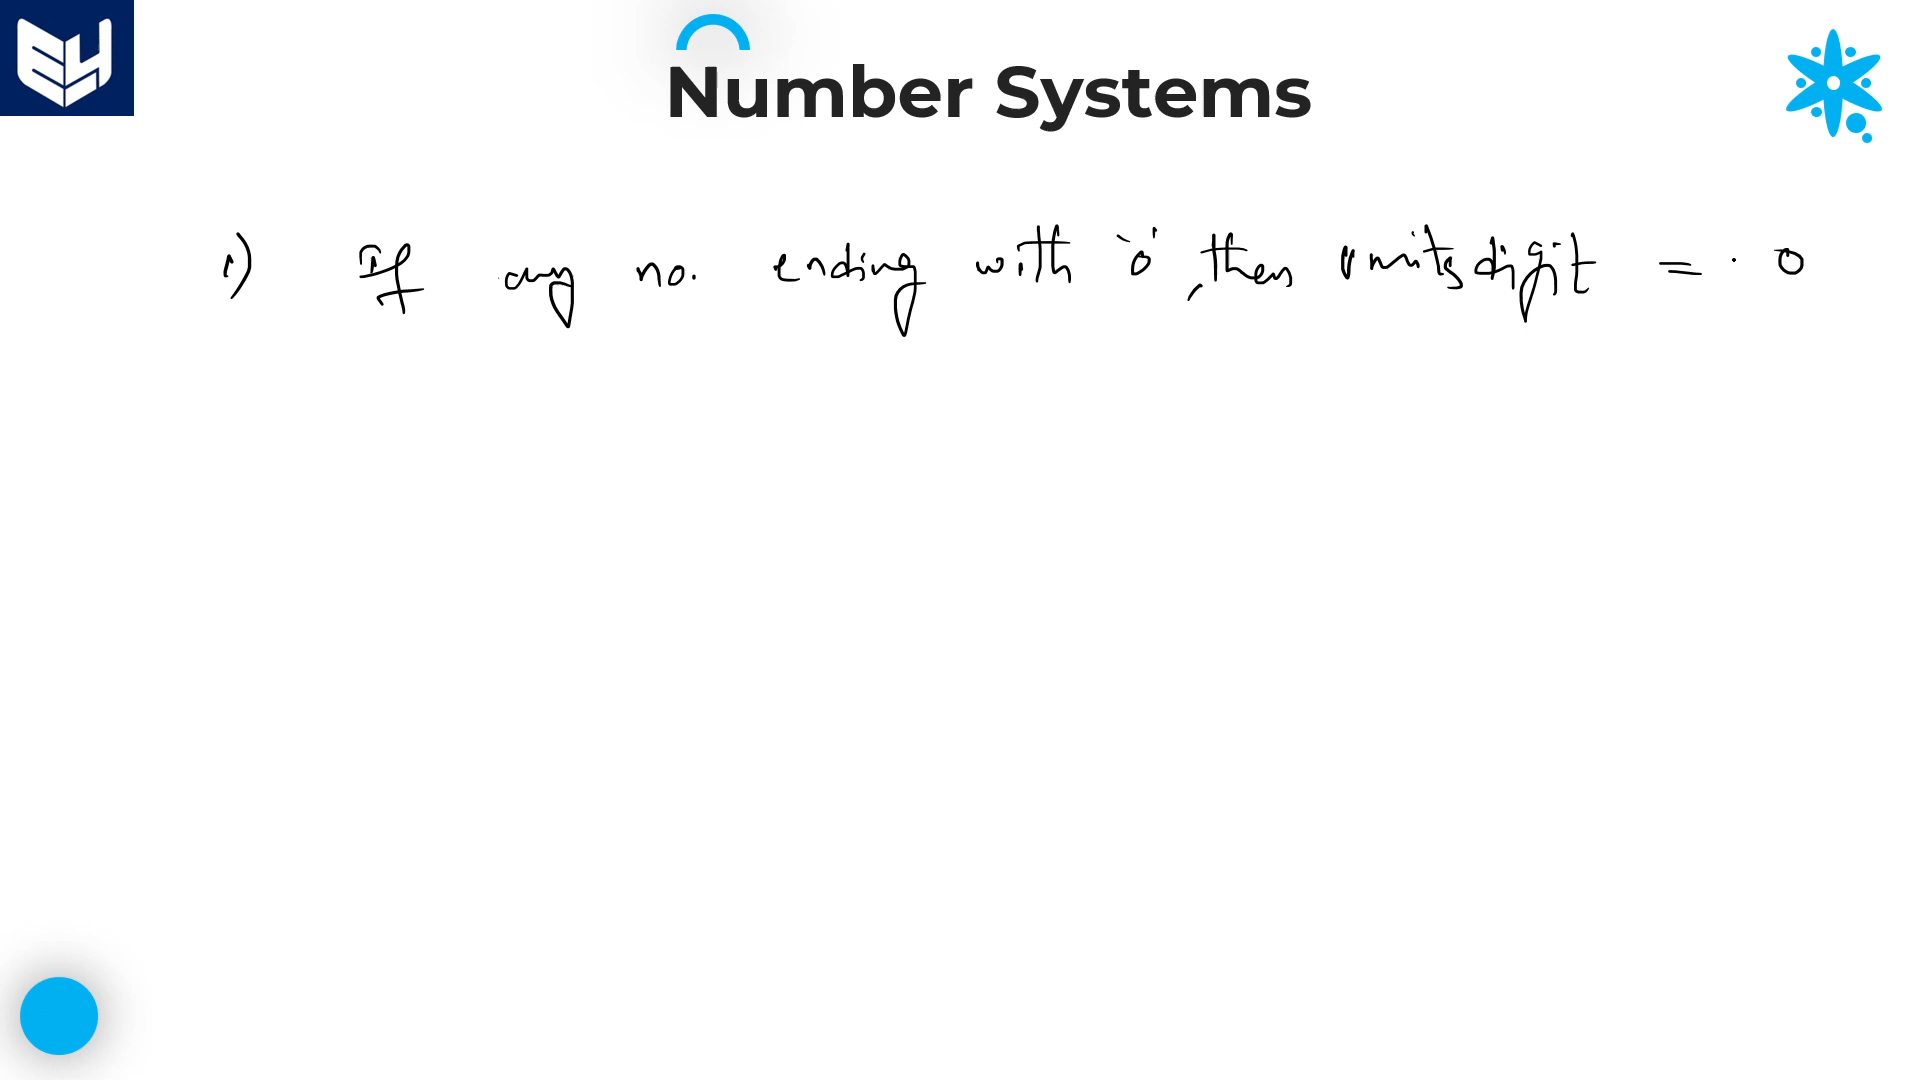 Number Systems
1) If any no. ending with '0', then units digit = 0